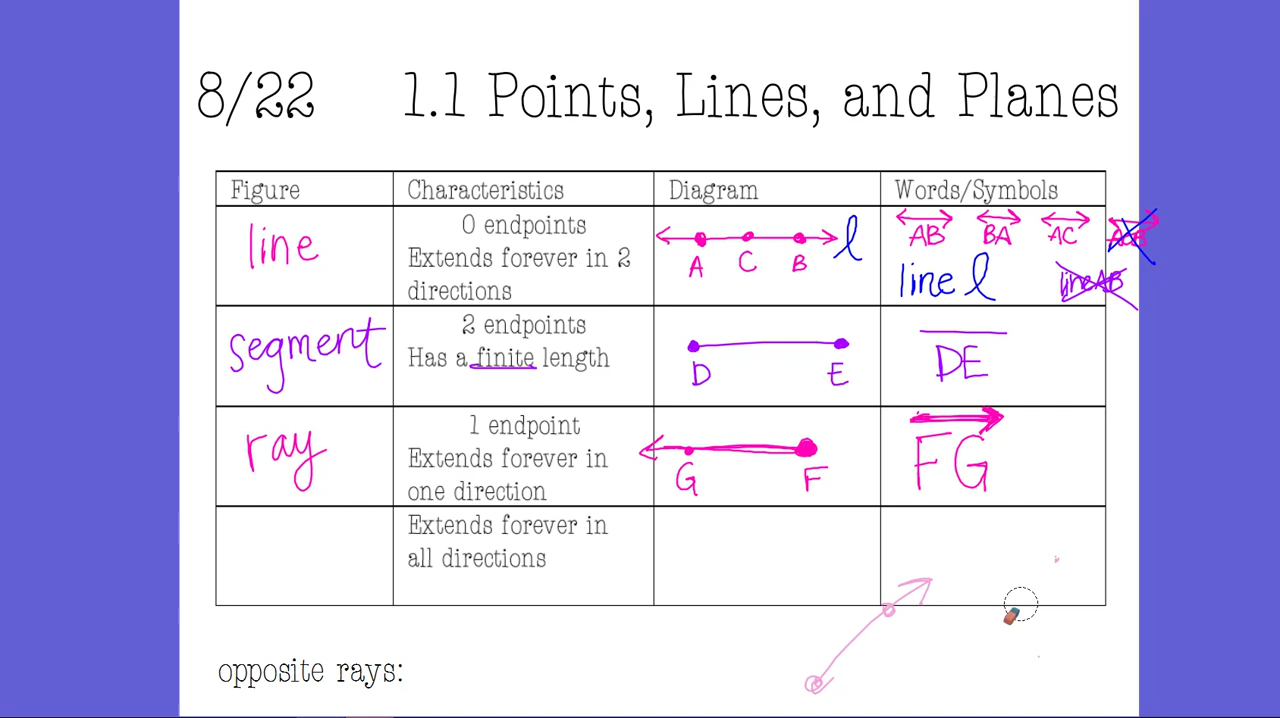 8/22 1.1 Points, Lines, and Planes
Figure Characteristics Diagram Words/Symbols
line
0 endpoints
Extends forever in 2
directions
A C B l
AB BA AC
line l line AB
segment
2 endpoints
Has a finite length
D E
DE
ray
1 endpoint
Extends forever in
one direction
G F
FG
Extends forever in
all directions
opposite rays: